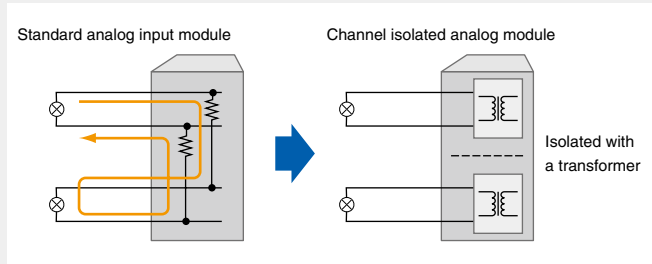 Standard analog input module
Channel isolated analog module
Isolated with
a transformer